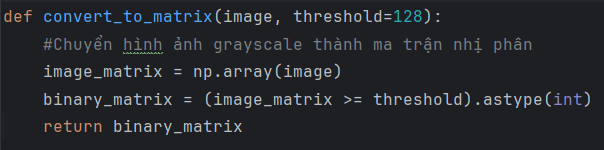 def convert_to_matrix(image, threshold=128):
    #Chuyển hình ảnh grayscale thành ma trận nhị phân
    image_matrix = np.array(image)
    binary_matrix = (image_matrix >= threshold).astype(int)
    return binary_matrix